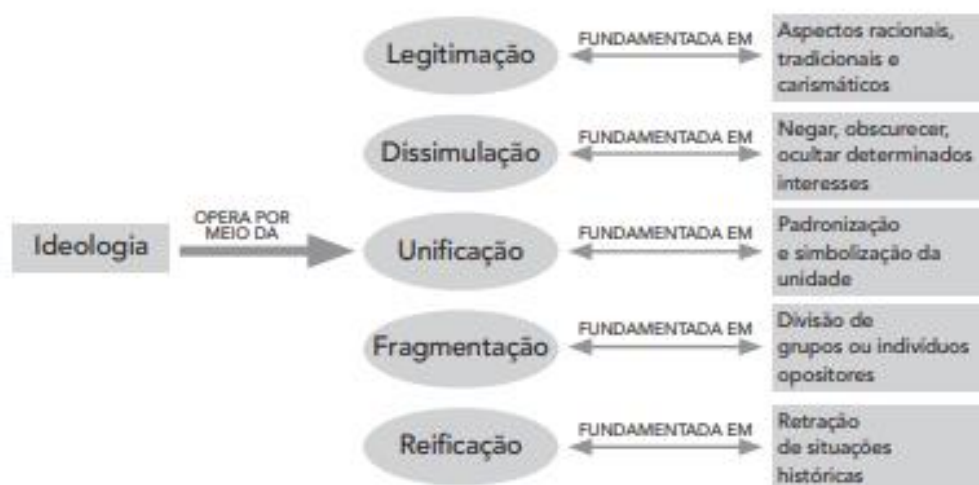 Ideologia
OPERA POR
MEIO DA
Legitimação
FUNDAMENTADA EM
Aspectos racionais,
tradicionais e
carismáticos
Dissimulação
FUNDAMENTADA EM
Negar, obscurecer,
ocultar determinados
interesses
Unificação
FUNDAMENTADA EM
Padronização
e simbolização da
unidade
Fragmentação
FUNDAMENTADA EM
Divisão de
grupos ou indivíduos
opositores
Reificação
FUNDAMENTADA EM
Retração
de situações
históricas